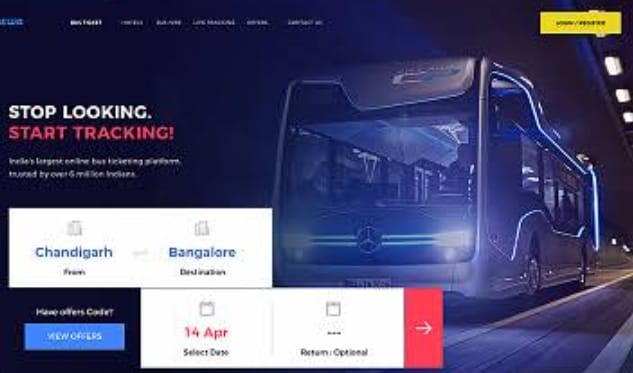 BUS TICKET HOTELS BUS HIRE LIVE TRACKING OFFERS CONTACT US LOGIN / REGISTER
STOP LOOKING.
START TRACKING!
India's largest online bus ticketing platform,
trusted by over 6 million Indians.
Chandigarh Bangalore
From Destination
Have offers Code?
VIEW OFFERS
14 Apr ---
Select Date Return : Optional